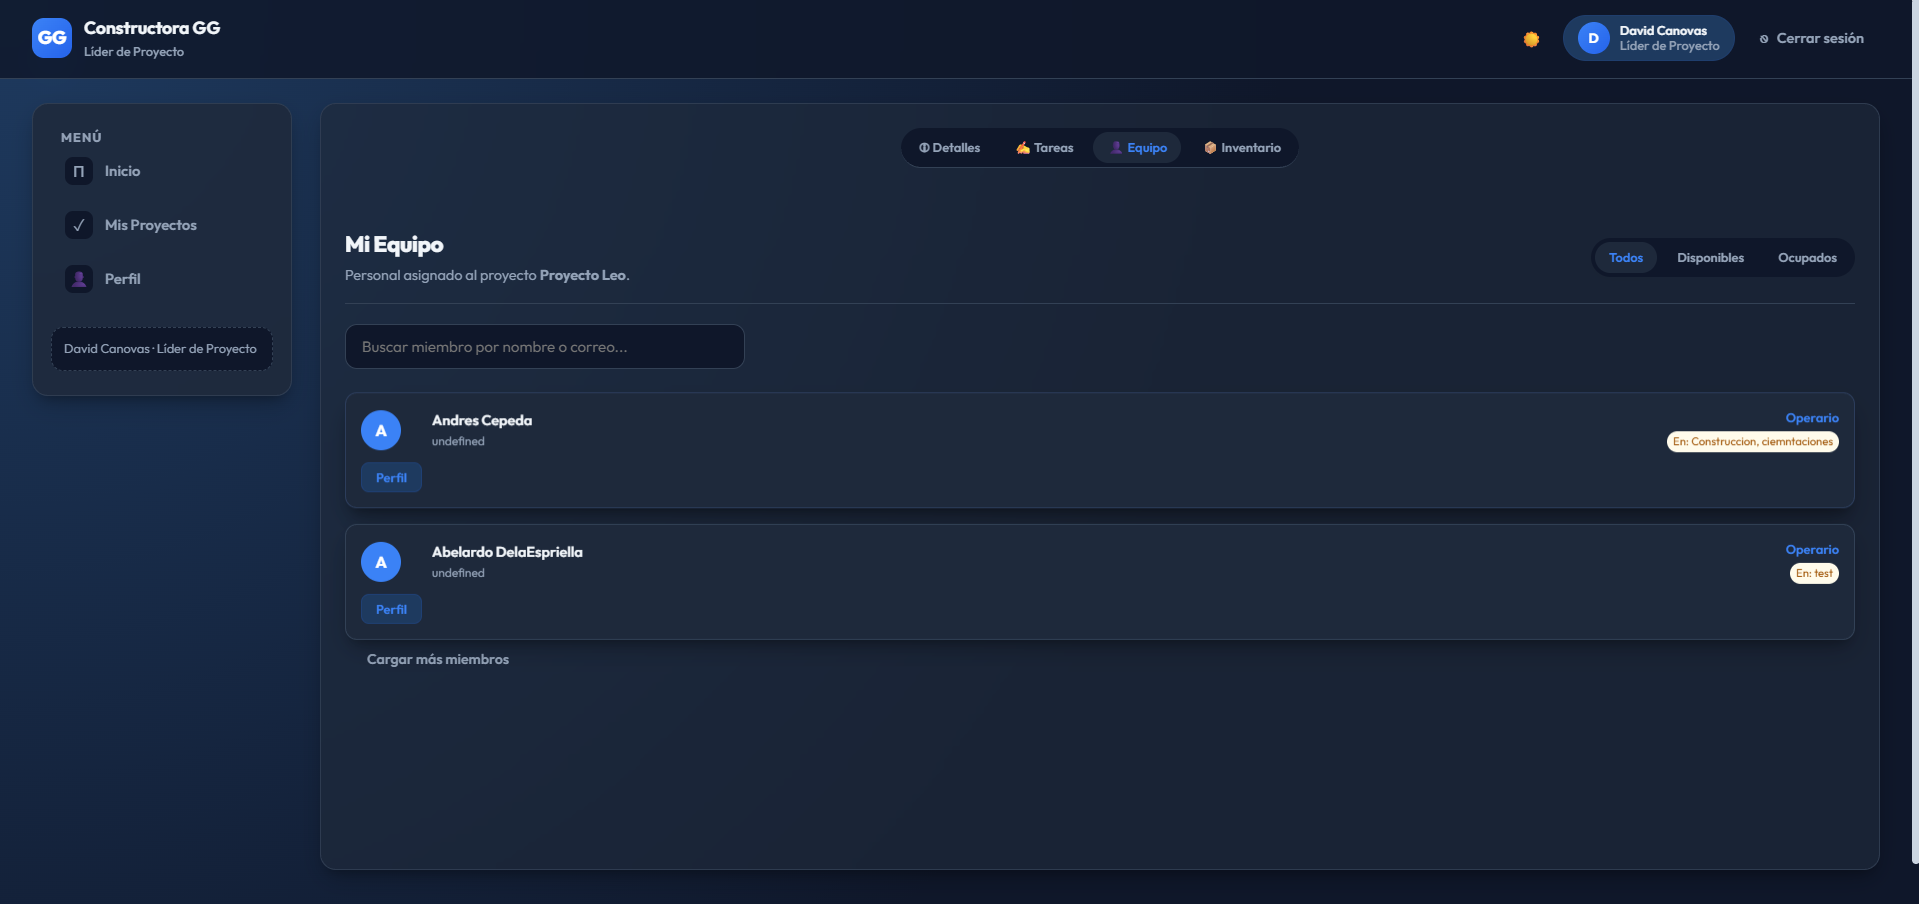 GG
Constructora GG
Líder de Proyecto
D
David Canovas
Líder de Proyecto
Cerrar sesión
MENÚ
Inicio
Mis Proyectos
Perfil
David Canovas · Líder de Proyecto
Detalles
Tareas
Equipo
Inventario
Mi Equipo
Personal asignado al proyecto Proyecto Leo.
Todos
Disponibles
Ocupados
Buscar miembro por nombre o correo...
A
Andres Cepeda
undefined
Operario
En: Construccion, ciemntaciones
Perfil
A
Abelardo DelaEspriella
undefined
Operario
En: test
Perfil
Cargar más miembros